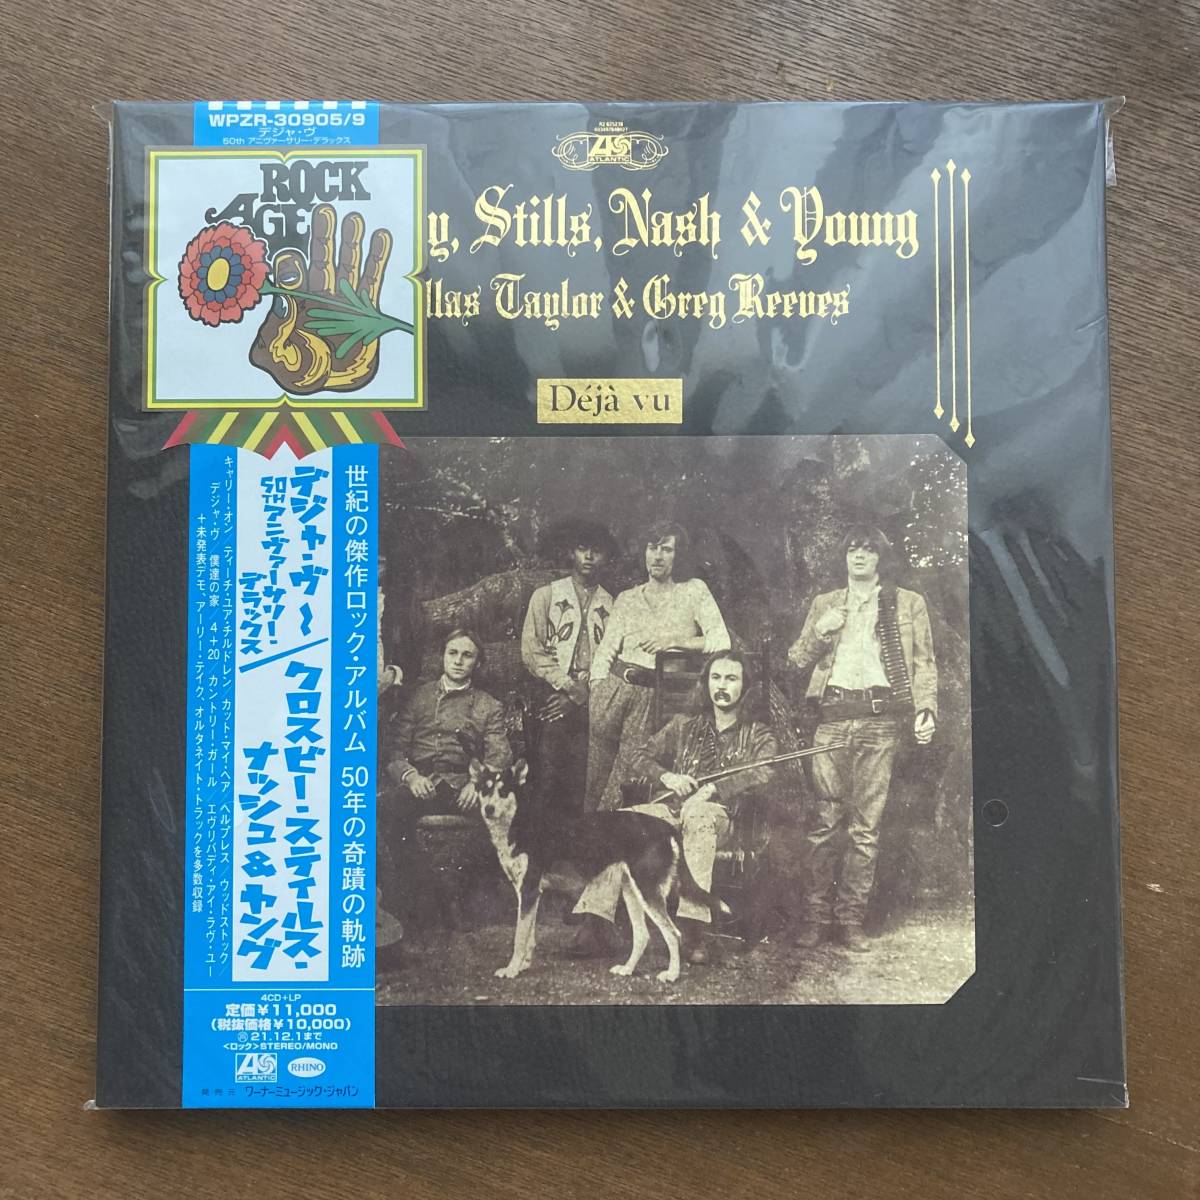 WPZR-30905/9
デジャ・ヴ
50th アニヴァーサリー・デラックス
ROCK
AGE
R2 625238
603497848027
ATLANTIC
y, Stills, Nash & Young
llas Taylor & Greg Reeves
Déjà vu
世紀の傑作ロック・アルバム 50年の奇蹟の軌跡
デジャ・ヴ〜
50THアニヴァーサリー・
デラックス/
クロスビー・スティルス・
ナッシュ&ヤング
キャリー・オン/ティーチ・ユア・チルドレン/カット・マイ・ヘア/ヘルプレス/ウッドストック/
デジャ・ヴ/僕達の家/4+20/カントリー・ガール/エヴリバディ・アイ・ラヴ・ユー
+未発表デモ、アーリー・テイク、オルタネイト・トラックを多数収録
4CD+LP
定価¥11,000
(税抜価格¥10,000)
21.12.1まで
<ロック>STEREO/MONO
ATLANTIC
RHINO
発売元 ワーナーミュージック・ジャパン